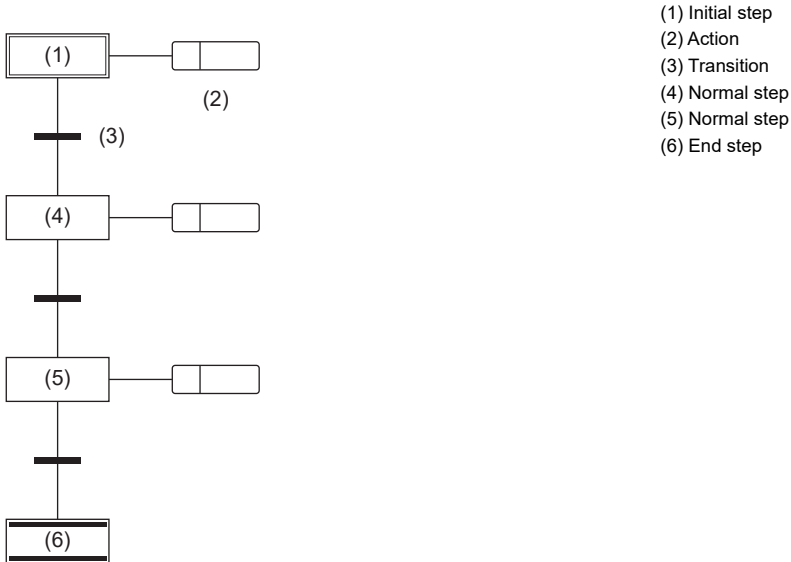 (1)
(2)
(3)
(4)
(5)
(6)
(1) Initial step
(2) Action
(3) Transition
(4) Normal step
(5) Normal step
(6) End step